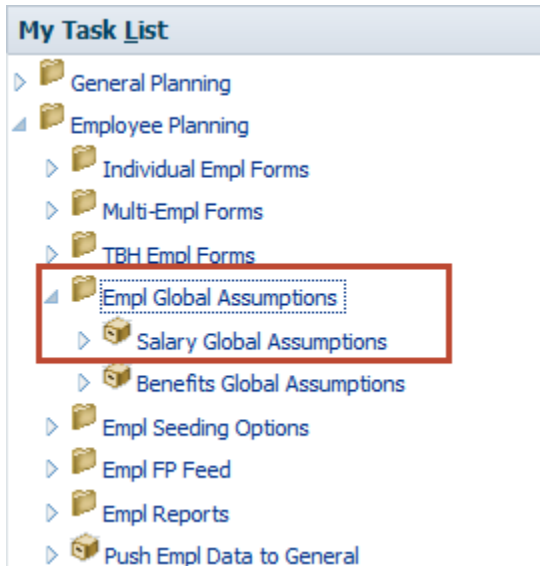 My Task List
General Planning
Employee Planning
Individual Empl Forms
Multi-Empl Forms
TBH Empl Forms
Empl Global Assumptions
Salary Global Assumptions
Benefits Global Assumptions
Empl Seeding Options
Empl FP Feed
Empl Reports
Push Empl Data to General